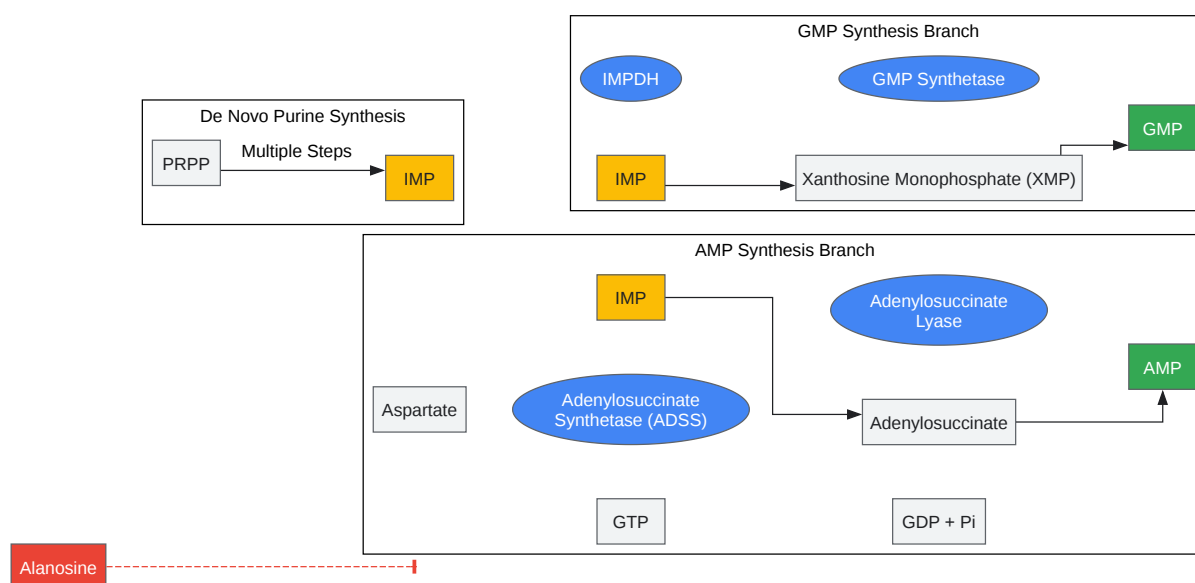 GMP Synthesis Branch
IMPDH
GMP Synthetase
De Novo Purine Synthesis
PRPP
Multiple Steps
IMP
IMP
Xanthosine Monophosphate (XMP)
GMP
AMP Synthesis Branch
IMP
Adenylosuccinate
Lyase
AMP
Aspartate
Adenylosuccinate
Synthetase (ADSS)
Adenylosuccinate
GTP
GDP + Pi
Alanosine